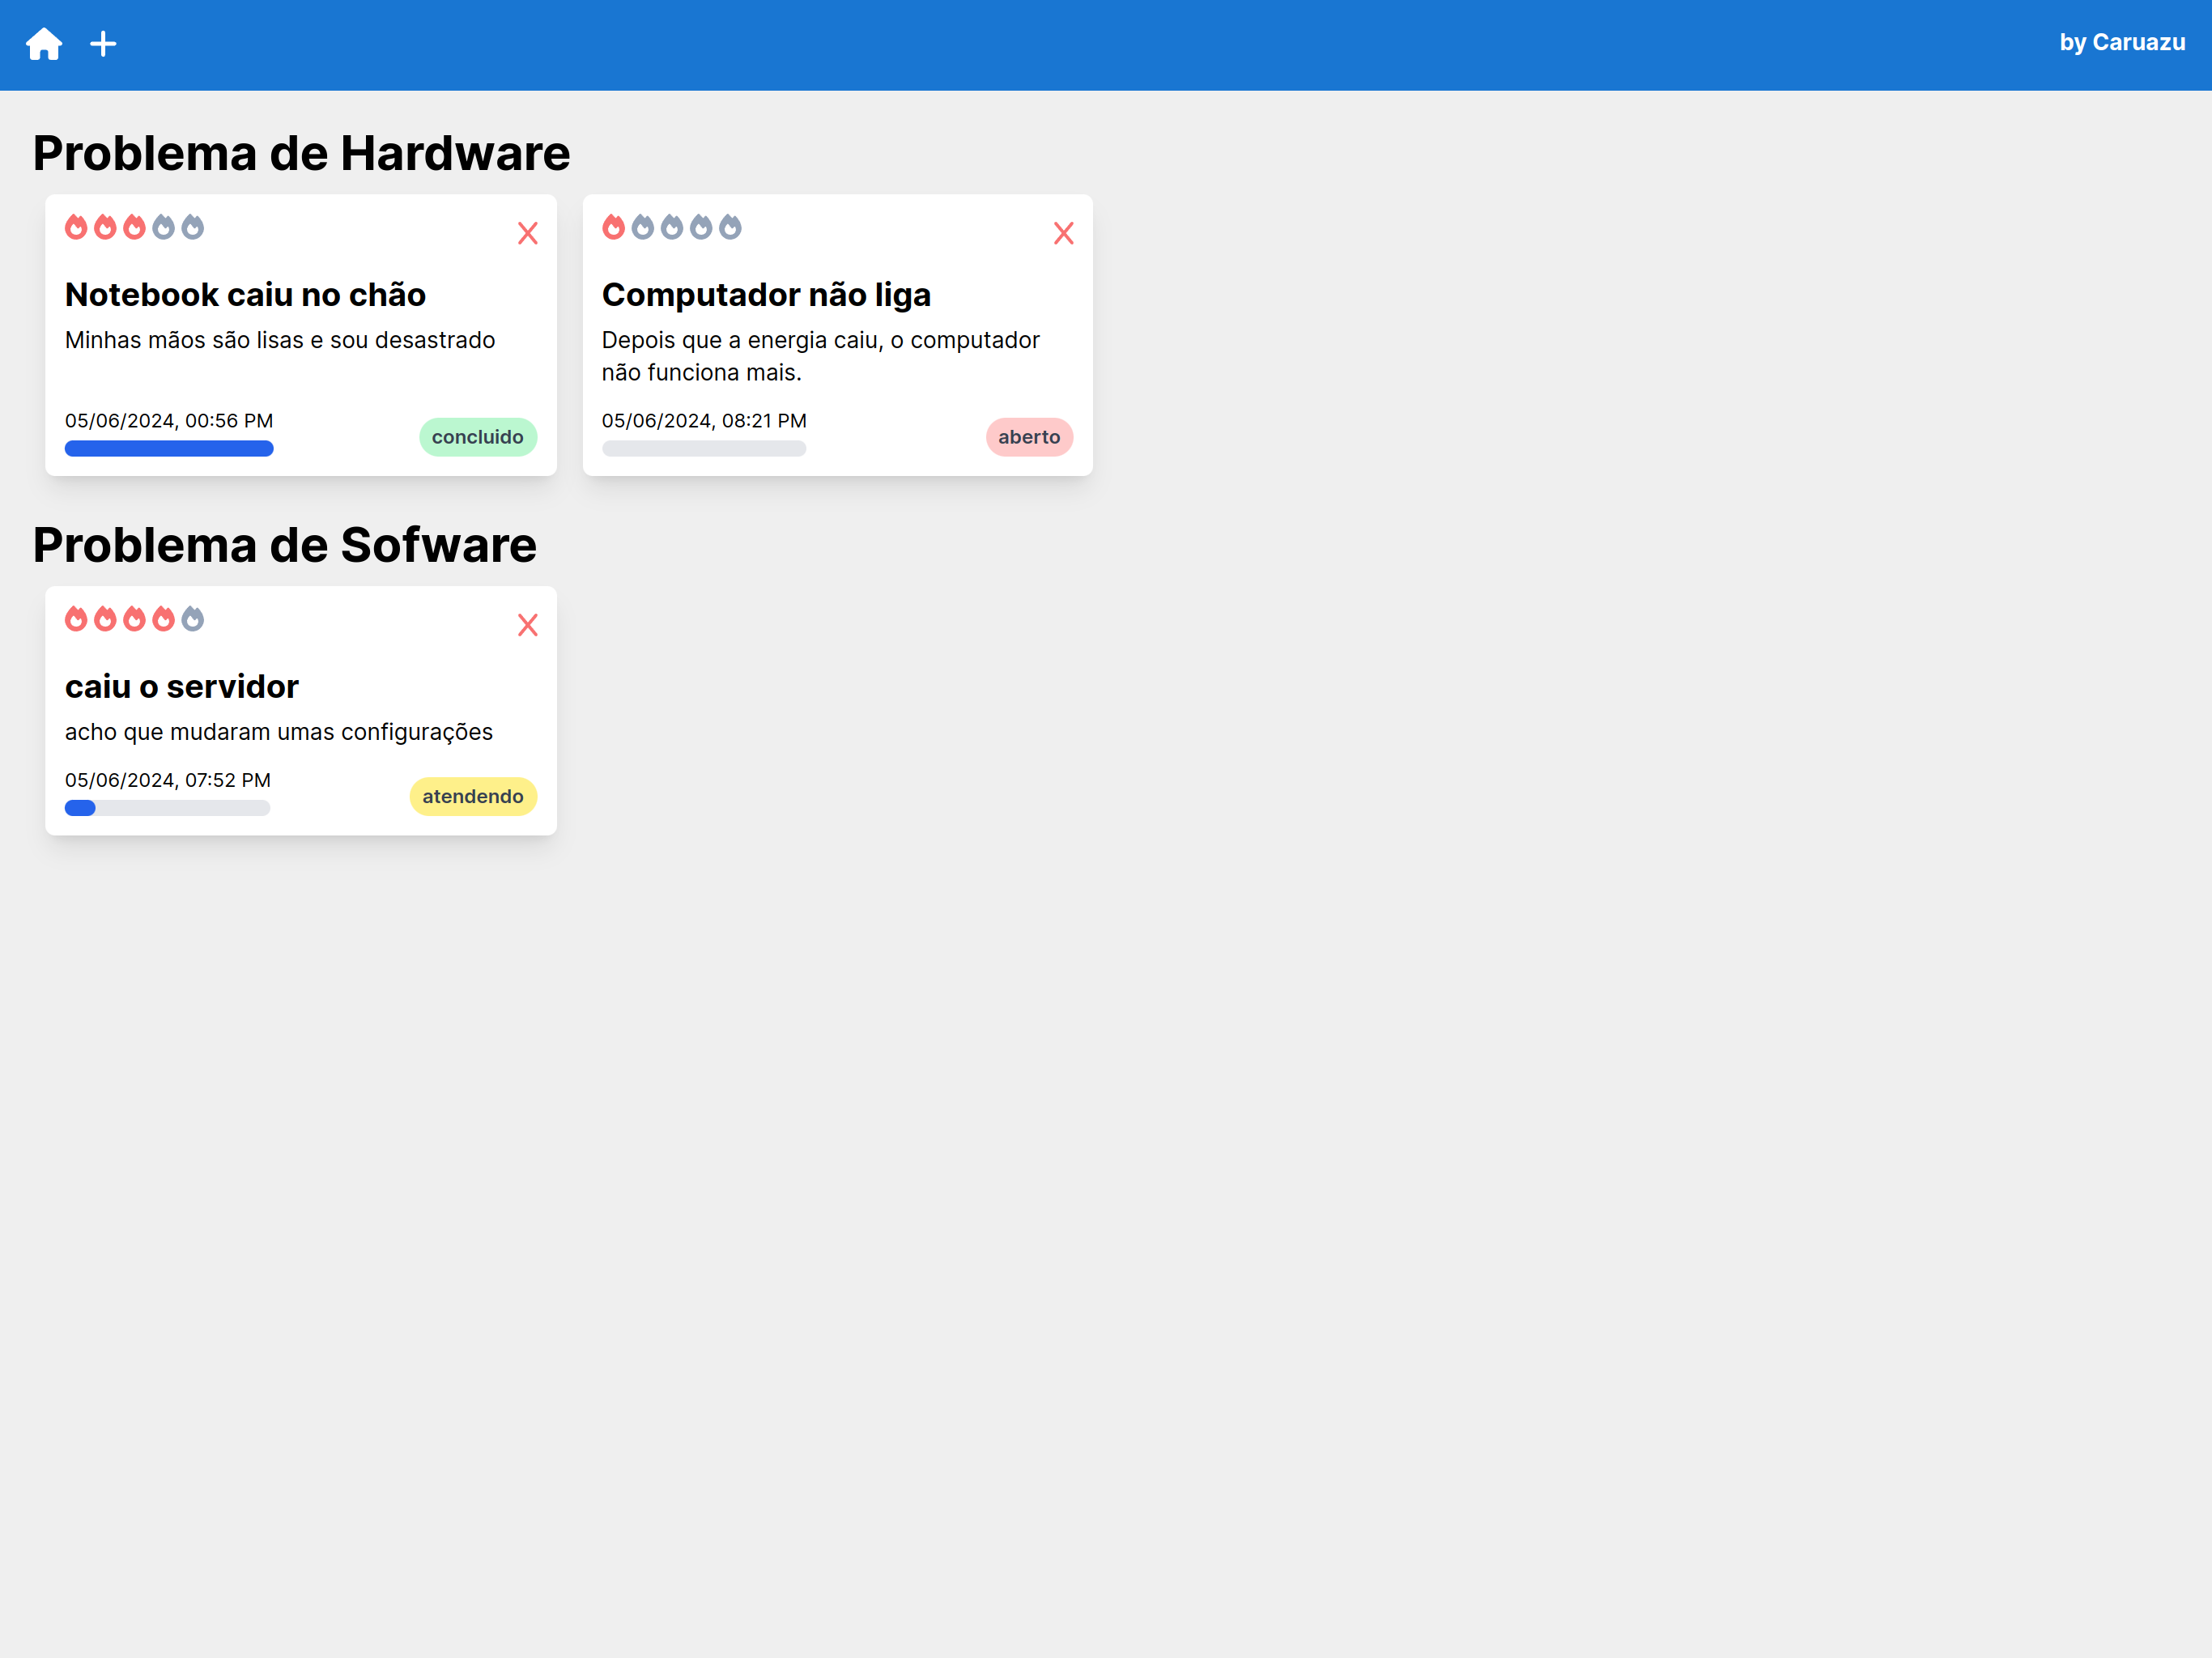 by Caruazu
Problema de Hardware
Notebook caiu no chão
Minhas mãos são lisas e sou desastrado
05/06/2024, 00:56 PM
concluido
Computador não liga
Depois que a energia caiu, o computador
não funciona mais.
05/06/2024, 08:21 PM
aberto
Problema de Sofware
caiu o servidor
acho que mudaram umas configurações
05/06/2024, 07:52 PM
atendendo